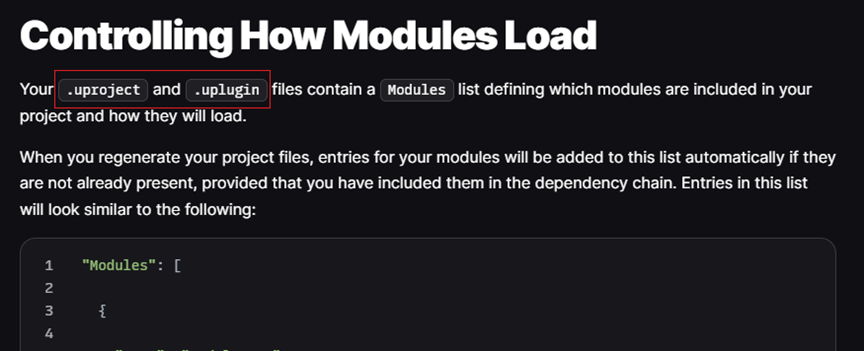 Controlling How Modules Load
Your .uproject and .uplugin files contain a Modules list defining which modules are included in your
project and how they will load.
When you regenerate your project files, entries for your modules will be added to this list automatically if they
are not already present, provided that you have included them in the dependency chain. Entries in this list
will look similar to the following:
1 "Modules": [
2
3 {
4